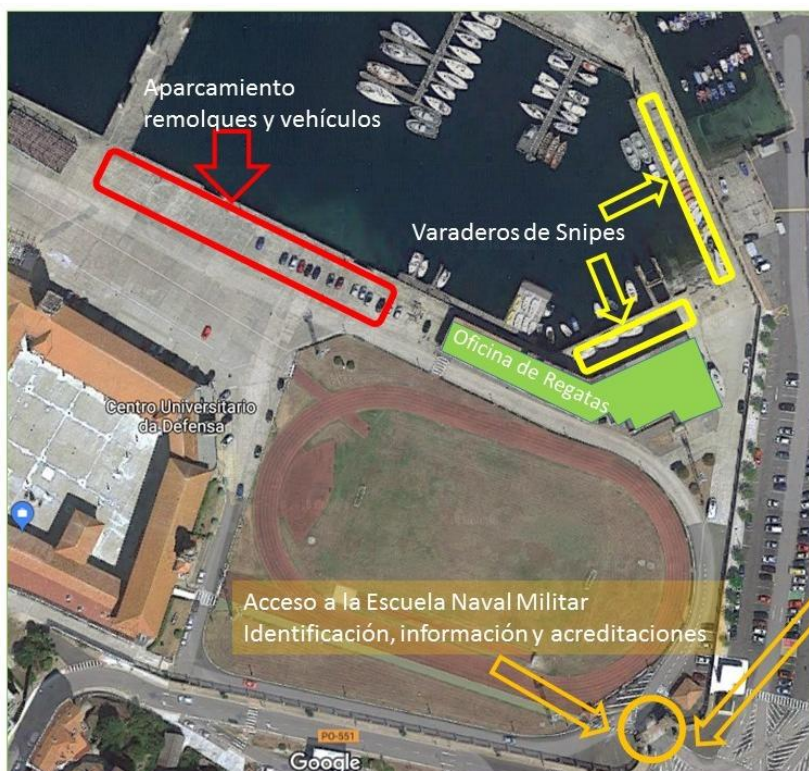 Aparcamiento
remolques y vehículos
Varaderos de Snipes
Oficina de Regatas
Centro Universitario
da Defensa
Acceso a la Escuela Naval Militar
Identificación, información y acreditaciones
PO-551
Google